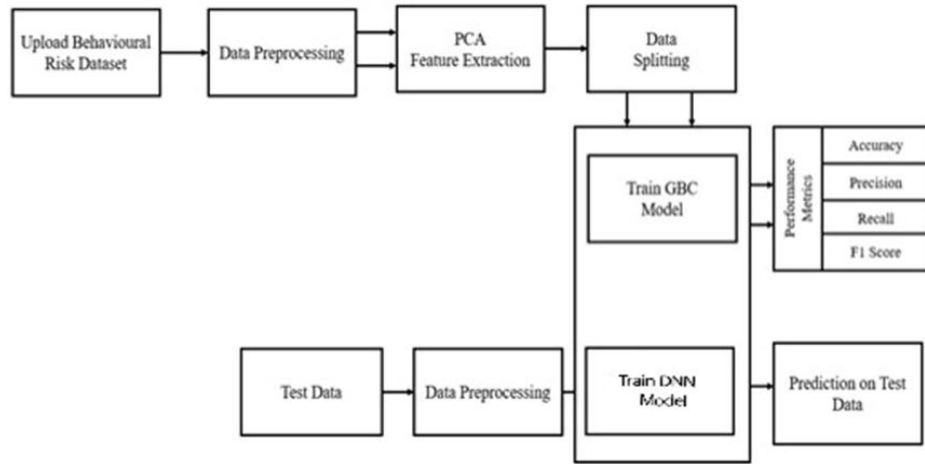 Upload Behavioural
Risk Dataset
Data Preprocessing
PCA
Feature Extraction
Data
Splitting
Train GBC
Model
Performance
Metrics
Accuracy
Precision
Recall
F1 Score
Test Data
Data Preprocessing
Train DNN
Model
Prediction on Test
Data